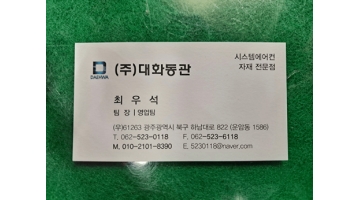 DAEHWA
(주)대화동관
시스템에어컨
자재 전문점
최 우 석
팀 장 | 영업팀
(우)61263 광주광역시 북구 하남대로 822 (운암동 1586)
T. 062-523-0118 F. 062-523-6118
M. 010-2101-8390 E. 5230118@naver.com